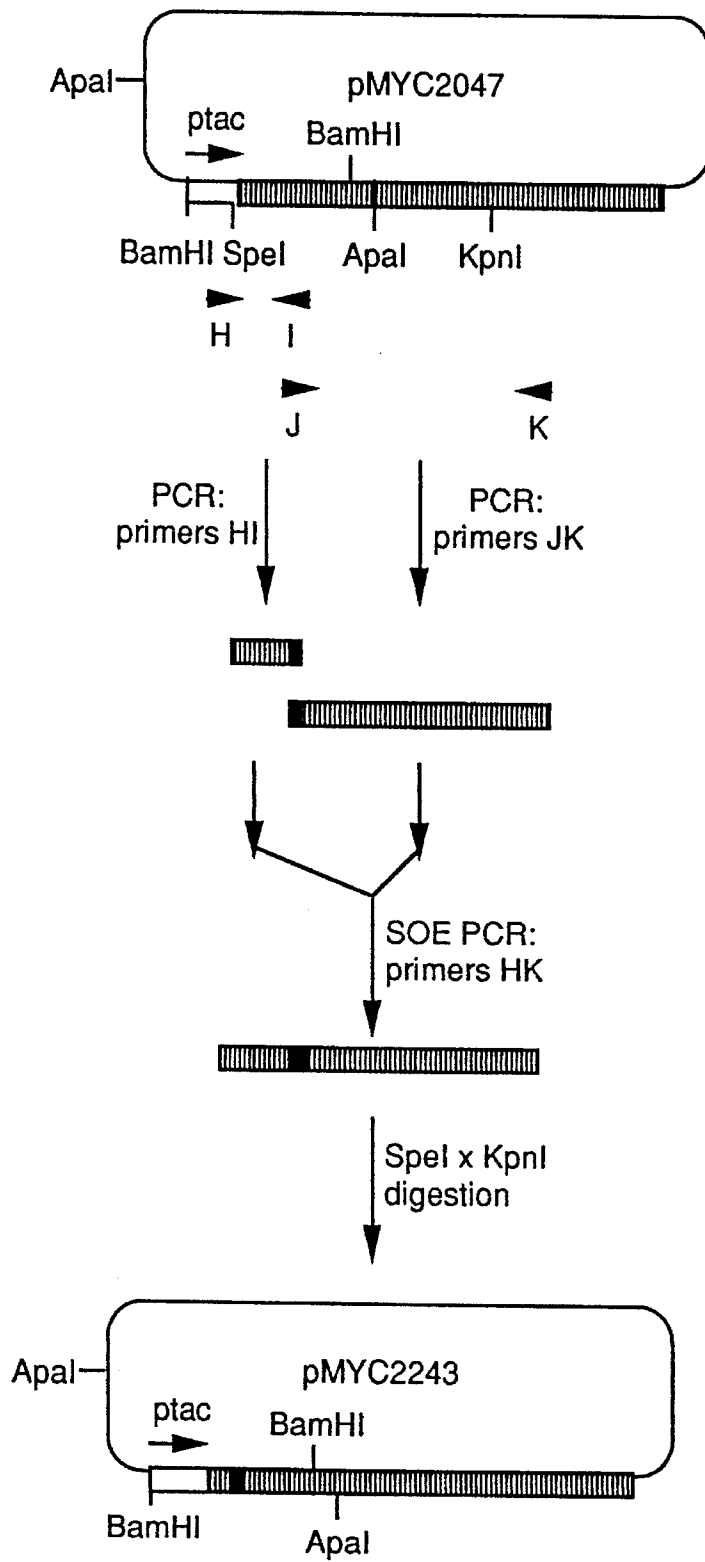 pMYC2047
ApaI
ptac
BamHI
BamHI SpeI
ApaI
KpnI
H
I
J
K
PCR:
primers HI
PCR:
primers JK
SOE PCR:
primers HK
SpeI x KpnI
digestion
pMYC2243
ApaI
ptac
BamHI
BamHI
ApaI